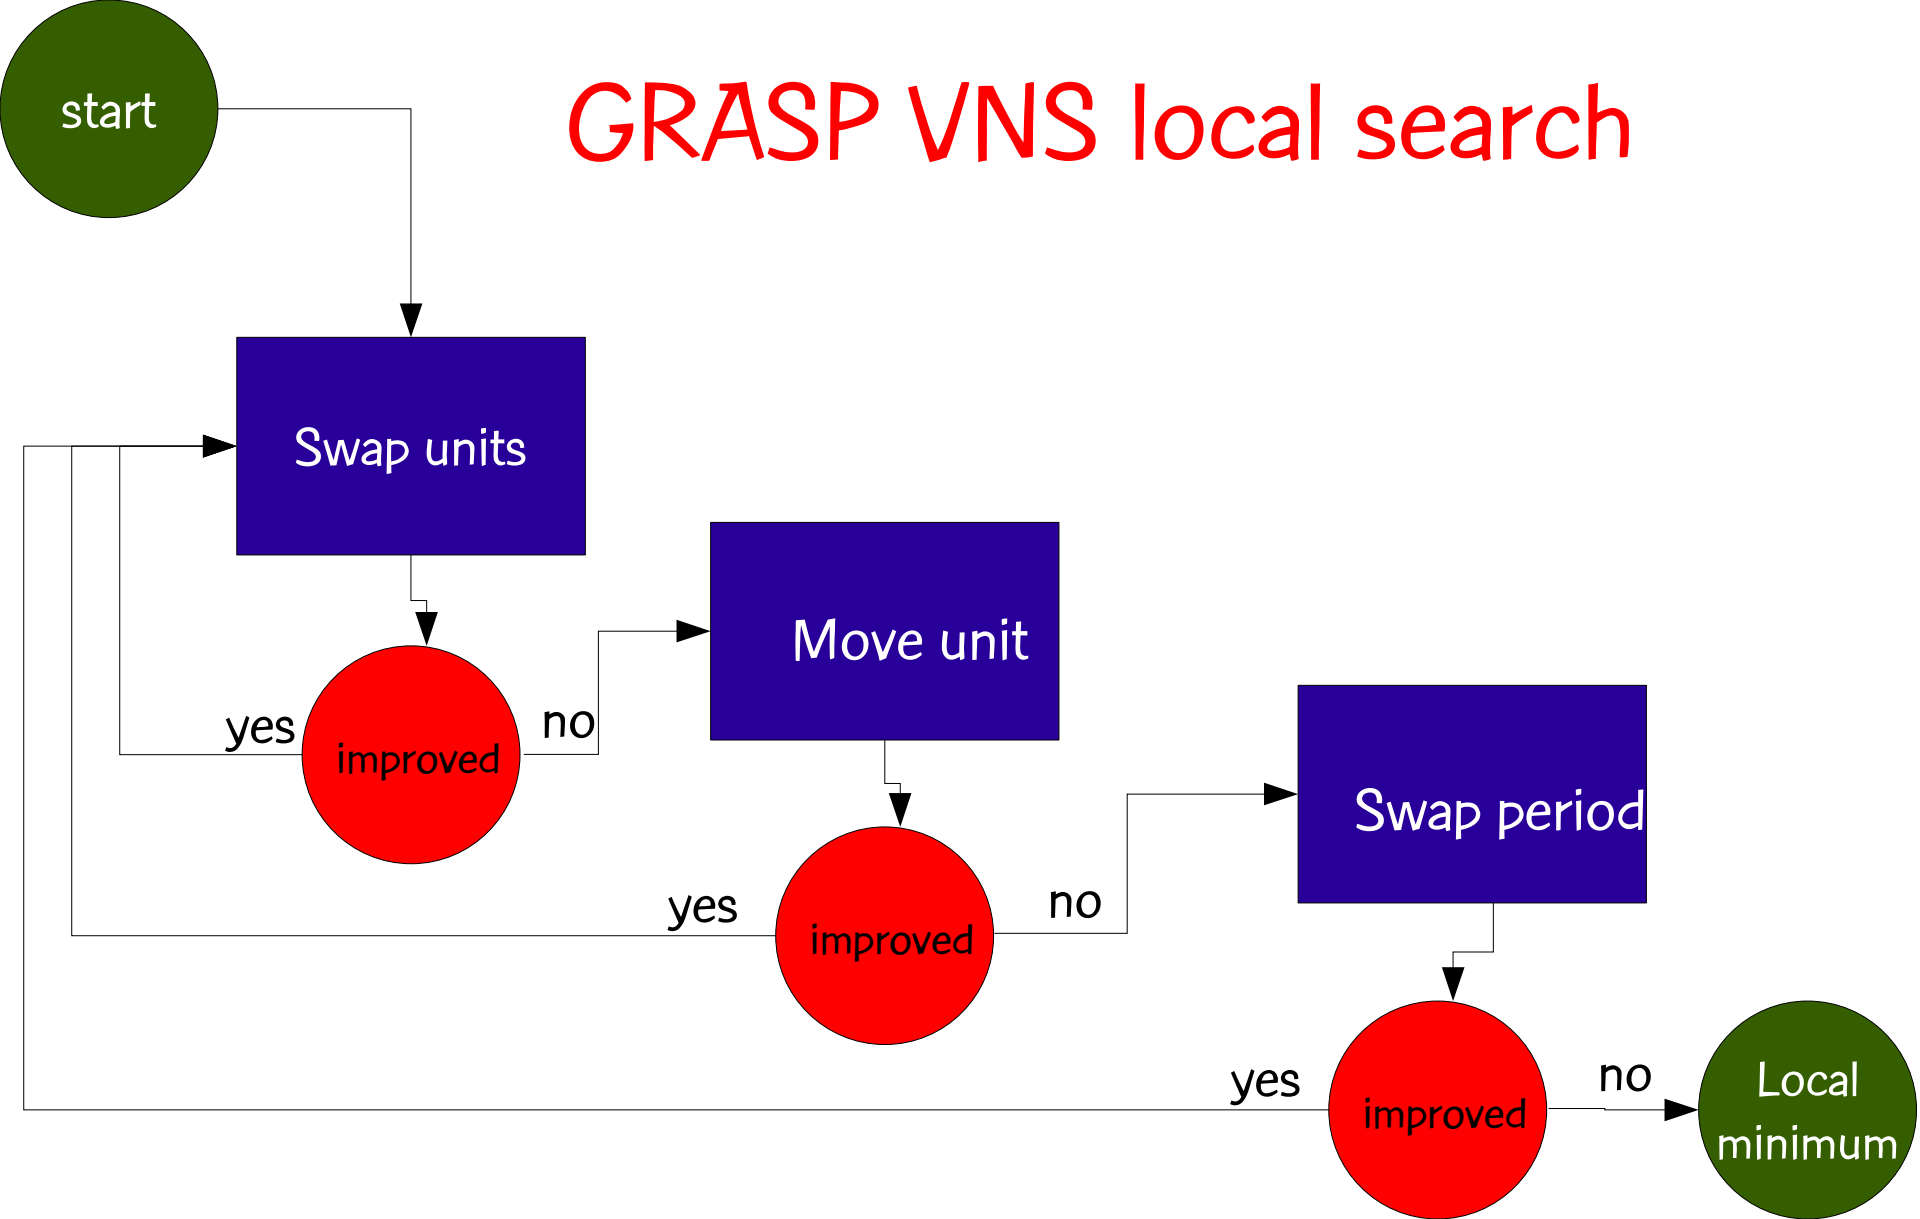 start
GRASP VNS local search
Swap units
Move unit
yes
no
improved
Swap period
yes
no
improved
yes
no
improved
Local
minimum